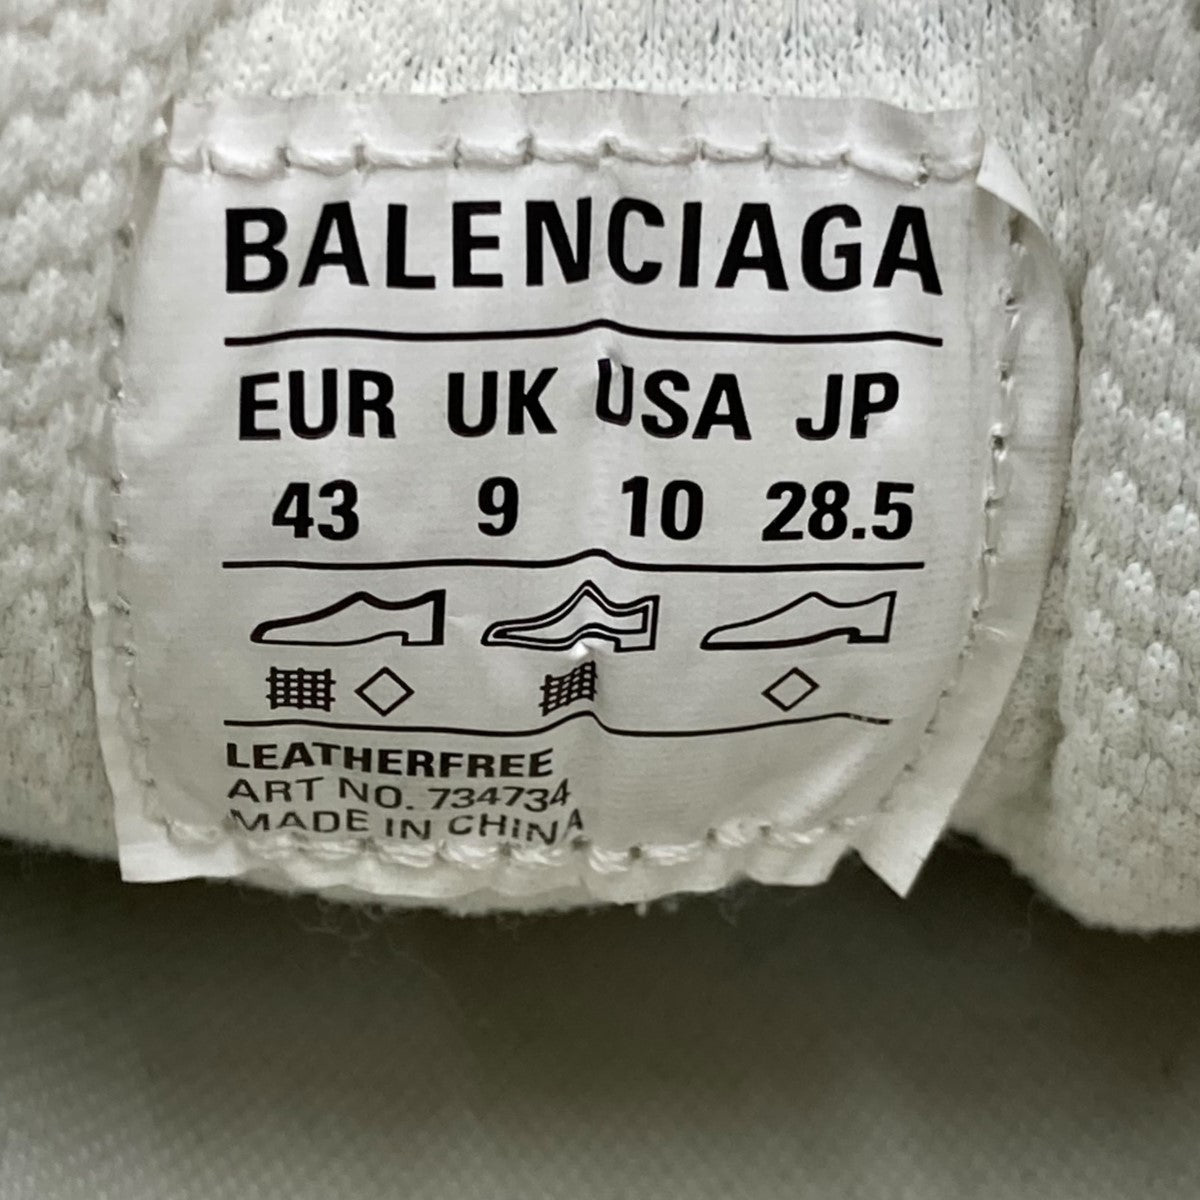 BALENCIAGA
EUR UK USA JP
43 9 10 28.5
LEATHERFREE
ART NO. 734734
MADE IN CHINA